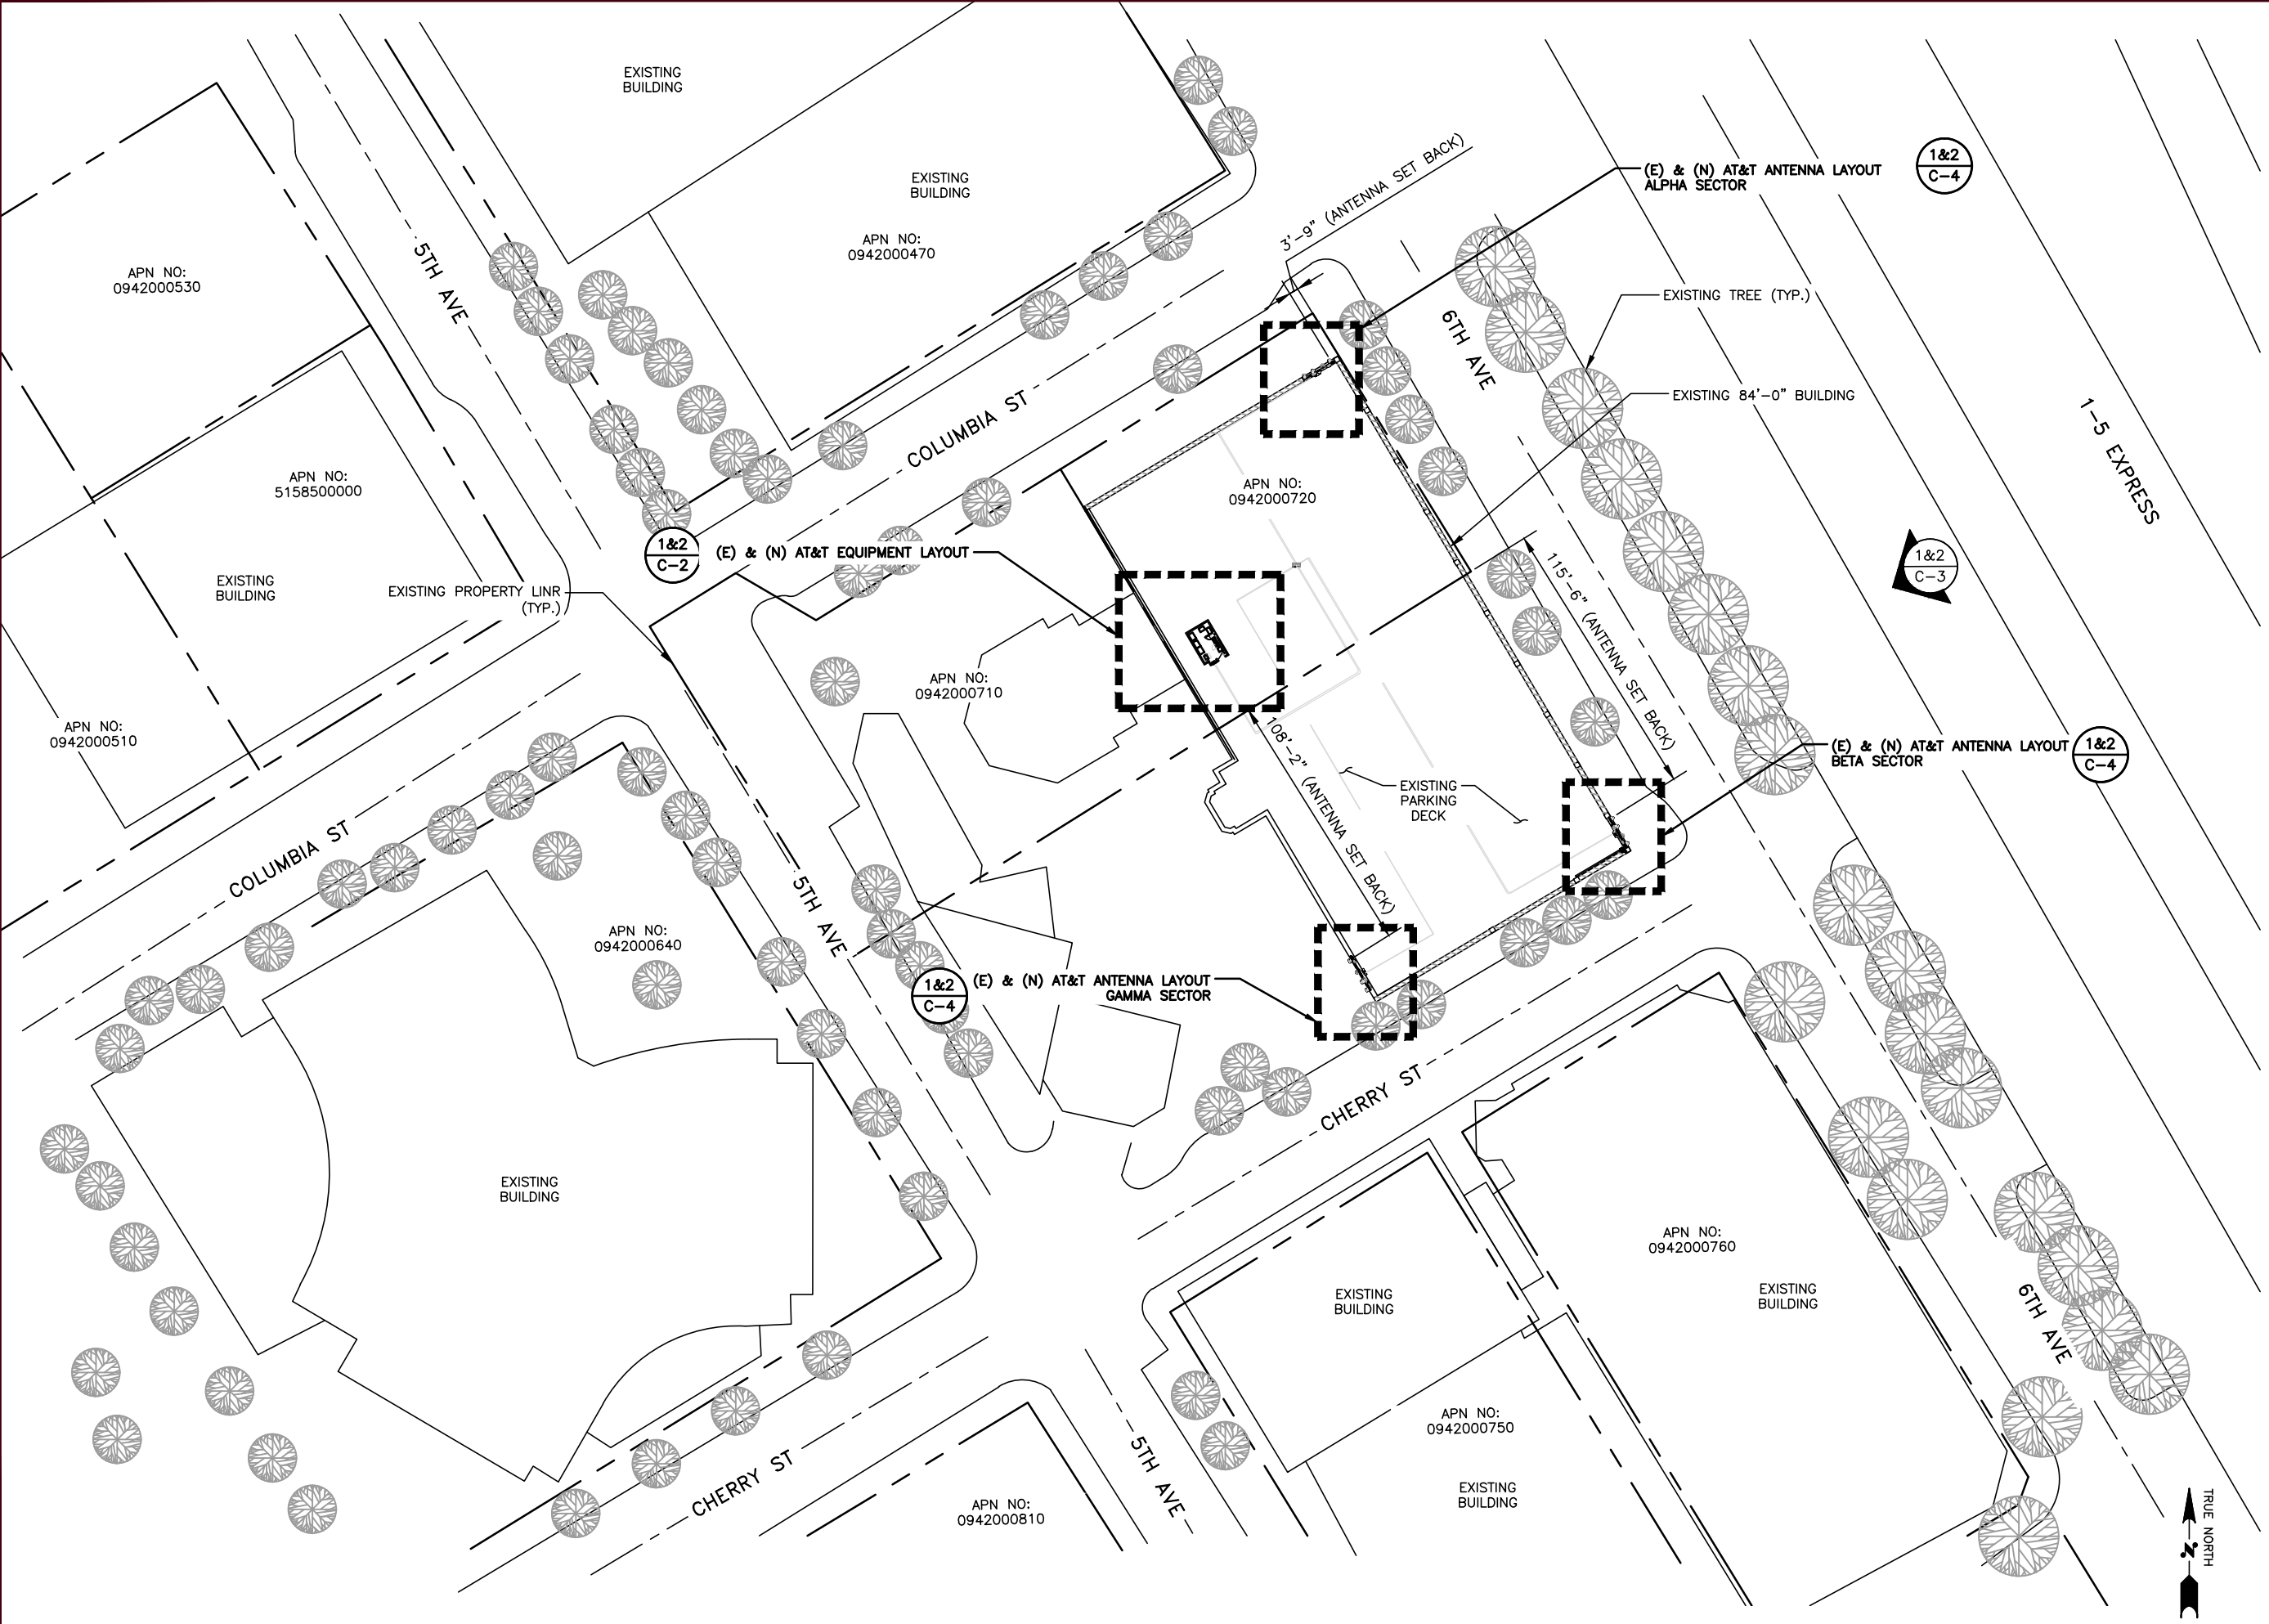 EXISTING
BUILDING
EXISTING
BUILDING
APN NO:
0942000470
3'-9" (ANTENNA SET BACK)
(E) & (N) AT&T ANTENNA LAYOUT
ALPHA SECTOR
1&2
C-4
5TH AVE
APN NO:
0942000530
EXISTING TREE (TYP.)
6TH AVE
EXISTING 84'-0" BUILDING
COLUMBIA ST
1-5 EXPRESS
APN NO:
5158500000
APN NO:
0942000720
1&2
C-2
(E) & (N) AT&T EQUIPMENT LAYOUT
1&2
C-3
EXISTING
BUILDING
EXISTING PROPERTY LINR
(TYP.)
115'-6" (ANTENNA SET BACK)
APN NO:
0942000710
APN NO:
0942000510
108'-2" (ANTENNA SET BACK)
(E) & (N) AT&T ANTENNA LAYOUT
BETA SECTOR
1&2
C-4
EXISTING
PARKING
DECK
COLUMBIA ST
5TH AVE
APN NO:
0942000640
1&2
C-4
(E) & (N) AT&T ANTENNA LAYOUT
GAMMA SECTOR
CHERRY ST
EXISTING
BUILDING
APN NO:
0942000760
EXISTING
BUILDING
EXISTING
BUILDING
6TH AVE
APN NO:
0942000750
EXISTING
BUILDING
CHERRY ST
5TH AVE
APN NO:
0942000810
TRUE NORTH
N